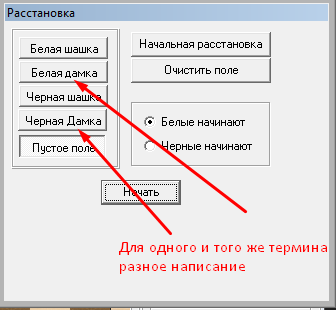 Расстановка
Белая шашка
Белая дамка
Черная шашка
Черная Дамка
Пустое поле
Начальная расстановка
Очистить поле
Белые начинают
Черные начинают
Начать
Для одного и того же термина
разное написание